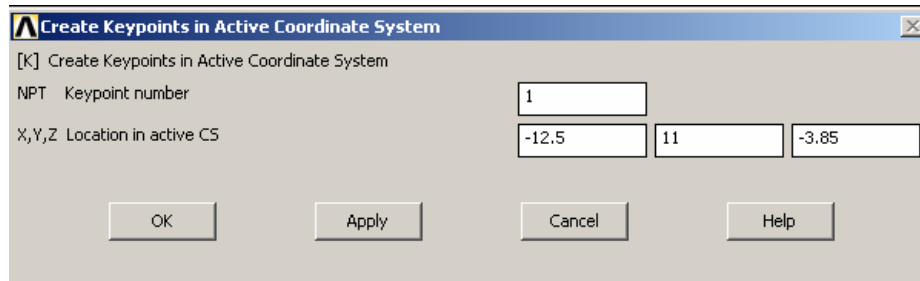 Create Keypoints in Active Coordinate System
[K] Create Keypoints in Active Coordinate System
NPT Keypoint number 1
X,Y,Z Location in active CS -12.5 11 -3.85
OK Apply Cancel Help